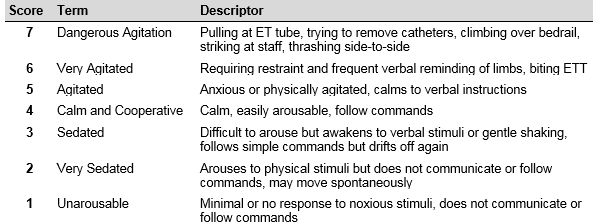 Score Term Descriptor
7 Dangerous Agitation Pulling at ET tube, trying to remove catheters, climbing over bedrail,
striking at staff, thrashing side-to-side
6 Very Agitated Requiring restraint and frequent verbal reminding of limbs, biting ETT
5 Agitated Anxious or physically agitated, calms to verbal instructions
4 Calm and Cooperative Calm, easily arousable, follow commands
3 Sedated Difficult to arouse but awakens to verbal stimuli or gentle shaking,
follows simple commands but drifts off again
2 Very Sedated Arouses to physical stimuli but does not communicate or follow
commands, may move spontaneously
1 Unarousable Minimal or no response to noxious stimuli, does not communicate or
follow commands